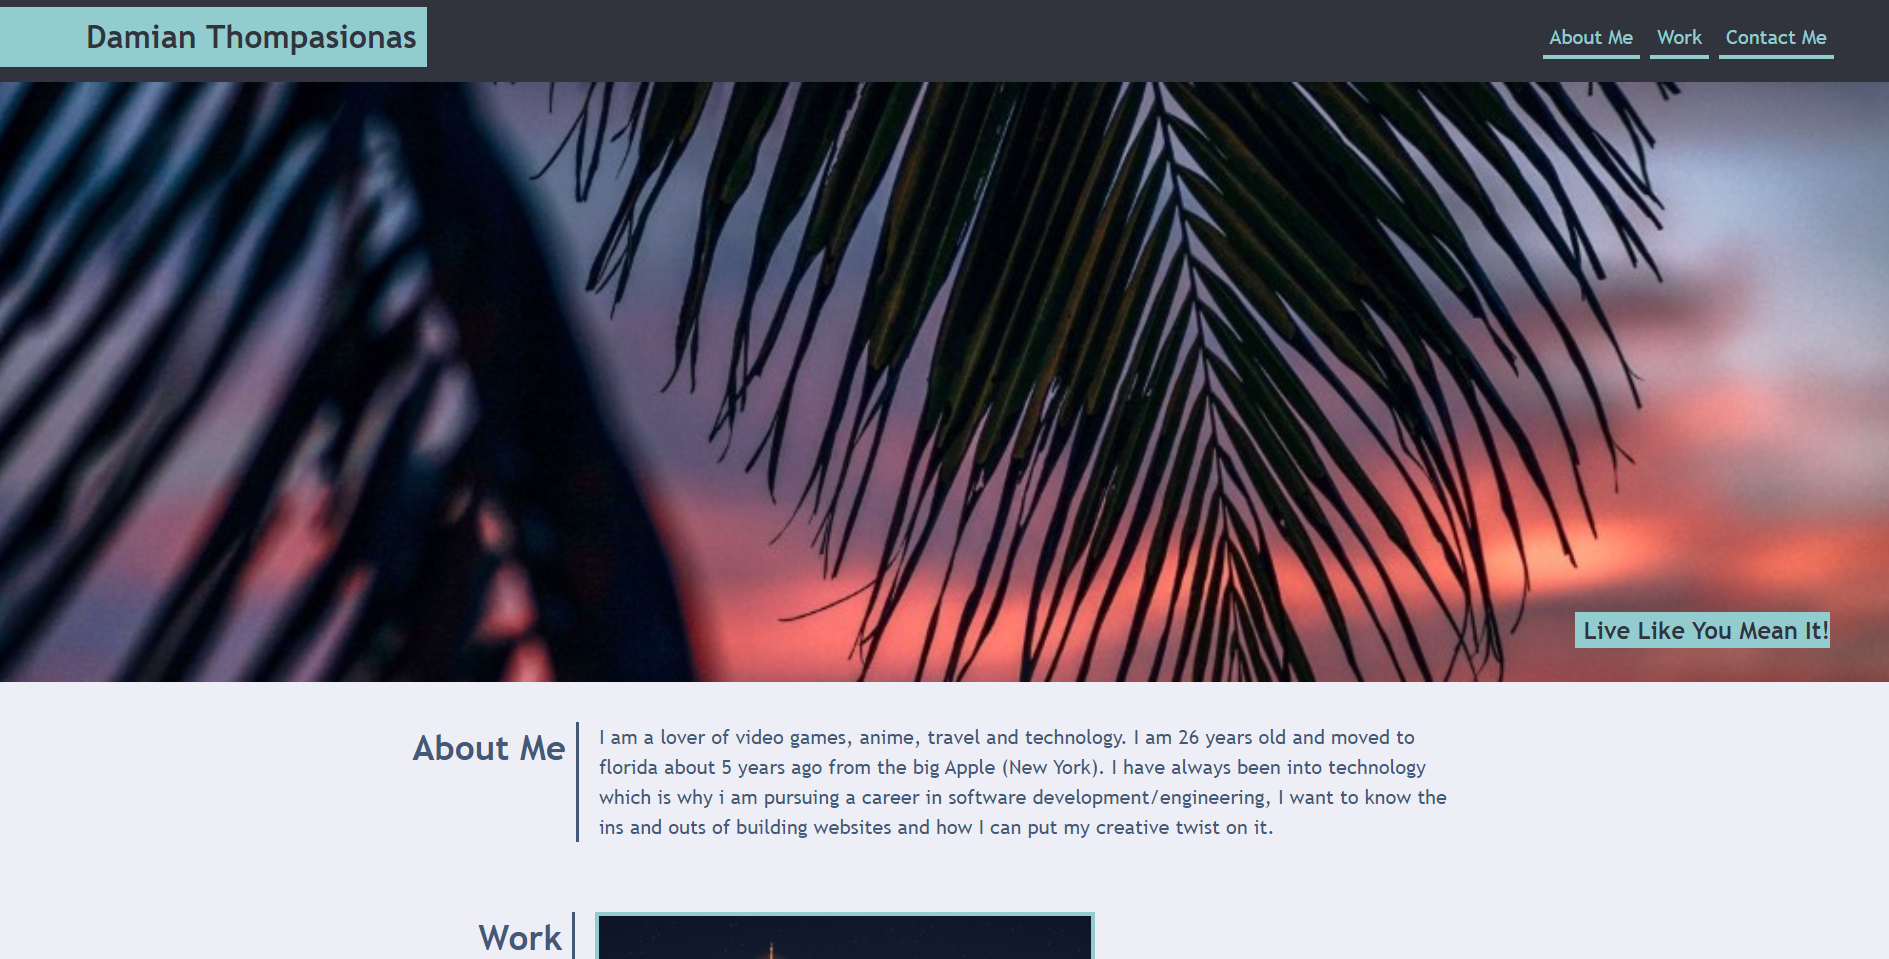 Damian Thompasionas
About Me
Work
Contact Me
Live Like You Mean It!
About Me
I am a lover of video games, anime, travel and technology. I am 26 years old and moved to
florida about 5 years ago from the big Apple (New York). I have always been into technology
which is why i am pursuing a career in software development/engineering, I want to know the
ins and outs of building websites and how I can put my creative twist on it.
Work